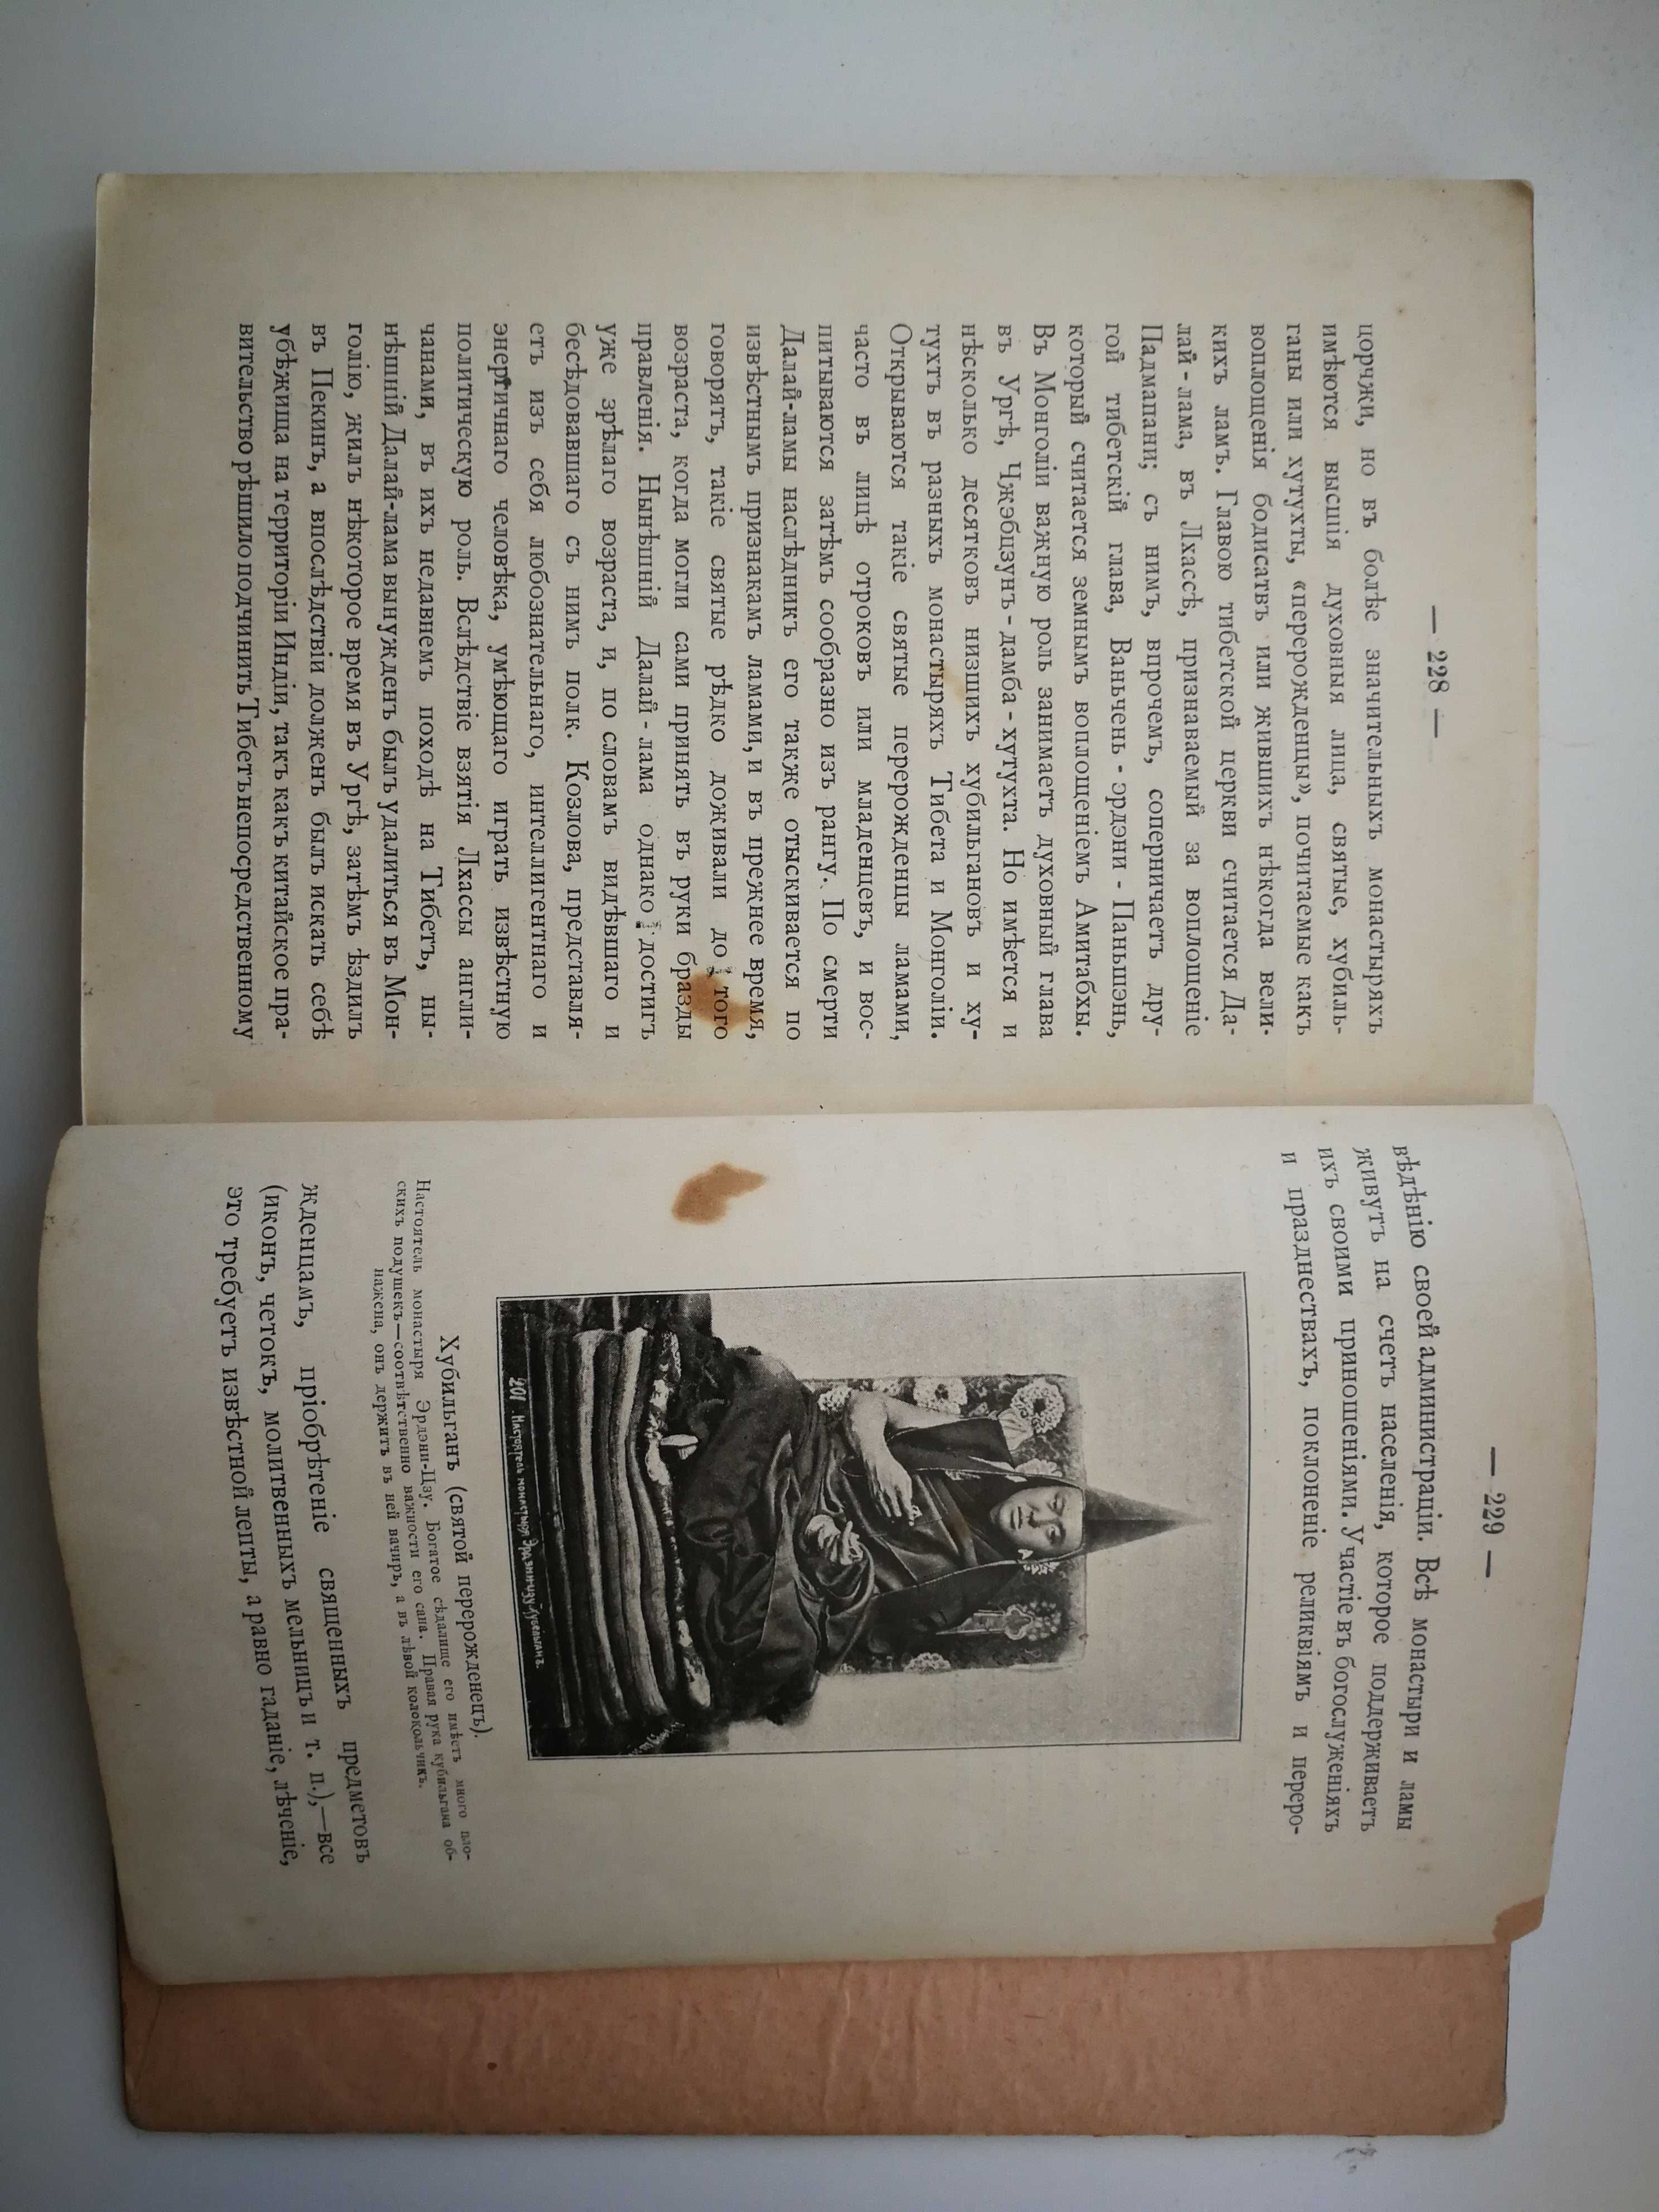 — 228 —
цорчжи, но въ болѣе значительныхъ монастыряхъ
имѣются высшія духовныя лица, святые, хубиль-
ганы или хутухты, «перерожденцы», почитаемые какъ
воплощенія бодисатвъ или жившихъ нѣкогда вели-
кихъ ламъ. Главою тибетской церкви считается Да-
лай-лама, въ Лхассѣ, признаваемый за воплощеніе
Падмапани; съ нимъ, впрочемъ, соперничаетъ дру-
гой тибетскій глава, Ваньчень-эрдэни-Паньшэнь,
который считается земнымъ воплощеніемъ Амитабхы.
Въ Монголіи важную роль занимаетъ духовный глава
въ Ургѣ, Чжэбцзунъ-дамба-хутухта. Но имѣется и
нѣсколько десятковъ низшихъ хубильгановъ и ху-
тухтъ въ разныхъ монастыряхъ Тибета и Монголіи.
Открываются такіе святые перерожденцы ламами,
часто въ лицѣ отроковъ или младенцевъ, и вос-
питываются затѣмъ сообразно изъ рангу. По смерти
Далай-ламы наслѣдникъ его также отыскивается по
извѣстнымъ признакамъ ламами, и въ прежнее время,
говорятъ, такіе святые рѣдко доживали до того
возраста, когда могли сами принять въ руки бразды
правленія. Нынѣшній Далай-лама однако достигъ
уже зрѣлаго возраста, и, по словамъ видѣвшаго и
бесѣдовавшаго съ нимъ полк. Козлова, представля-
етъ изъ себя любознательнаго, интеллигентнаго и
энергичнаго человѣка, умѣющаго играть извѣстную
политическую роль. Вслѣдствіе взятія Лхассы англи-
чанами, въ ихъ недавнемъ походѣ на Тибетъ, ны-
нѣшній Далай-лама вынужденъ былъ удалиться въ Мон-
голію, жилъ нѣкоторое время въ Ургѣ, затѣмъ ѣздилъ
въ Пекинъ, а впослѣдствіи долженъ былъ искать себѣ
убѣжища на территоріи Индіи, такъ какъ китайское пра-
вительство рѣшило подчинить Тибетъ непосредственному
— 229 —
вѣдѣнію своей администраціи. Всѣ монастыри и ламы
живутъ на счетъ населенія, которое поддерживаетъ
ихъ своими приношеніями. Участіе въ богослуженіяхъ
и празднествахъ, поклоненіе реликвіямъ и переро-
201. Настоятель монастыря Эрдэни-цзу-Хубилганъ.
Хубильганъ (святой перерожденецъ).
Настоятель монастыря Эрдэни-Цзу. Богатое сѣдалище его имѣетъ много пло-
скихъ подушекъ—соотвѣтственно важности его сана. Правая рука кубильгана об-
нажена, онъ держитъ въ ней вачиръ, а въ лѣвой колокольчикъ.
жденцамъ, пріобрѣтеніе священныхъ предметовъ
(иконъ, четокъ, молитвенныхъ мельницъ и т. п.),—все
это требуетъ извѣстной лепты, а равно гаданіе, лѣченіе,